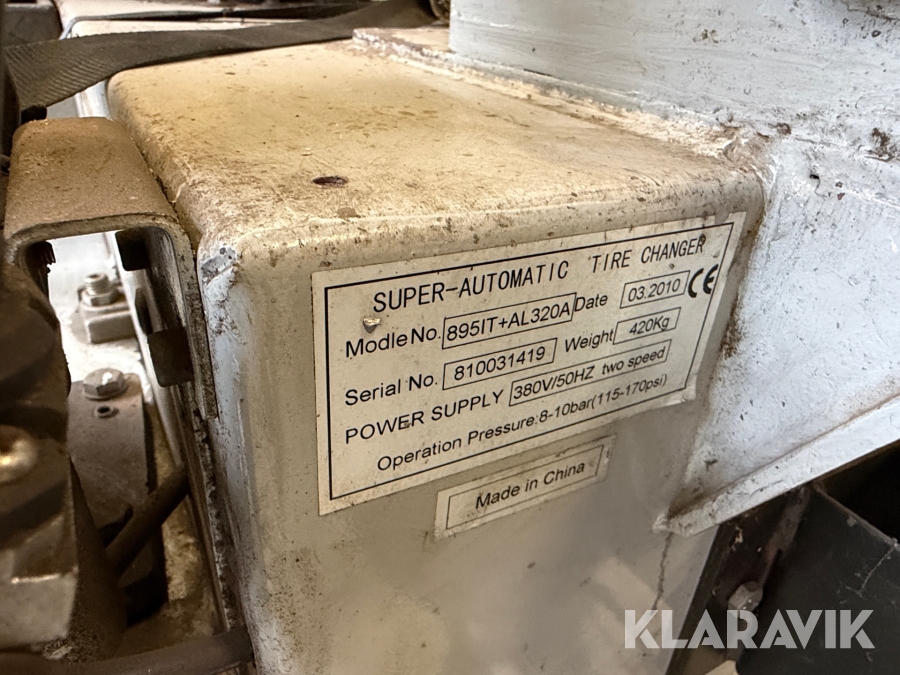 SUPER-AUTOMATIC TIRE CHANGER
Modle No. 895IT+AL320A Date 03.2010 CE
Serial No. 810031419 Weight 420Kg
POWER SUPPLY 380V/50HZ two speed
Operation Pressure:8-10bar(115-170psi)
Made in China
KLARAVIK